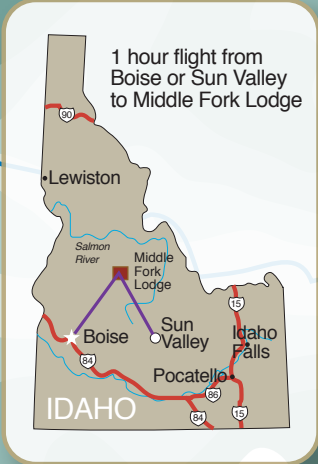 1 hour flight from
Boise or Sun Valley
to Middle Fork Lodge
90
Lewiston
Salmon
River
Middle
Fork
Lodge
15
Boise
Sun
Valley
Idaho
Falls
84
Pocatello
86
IDAHO
84
15